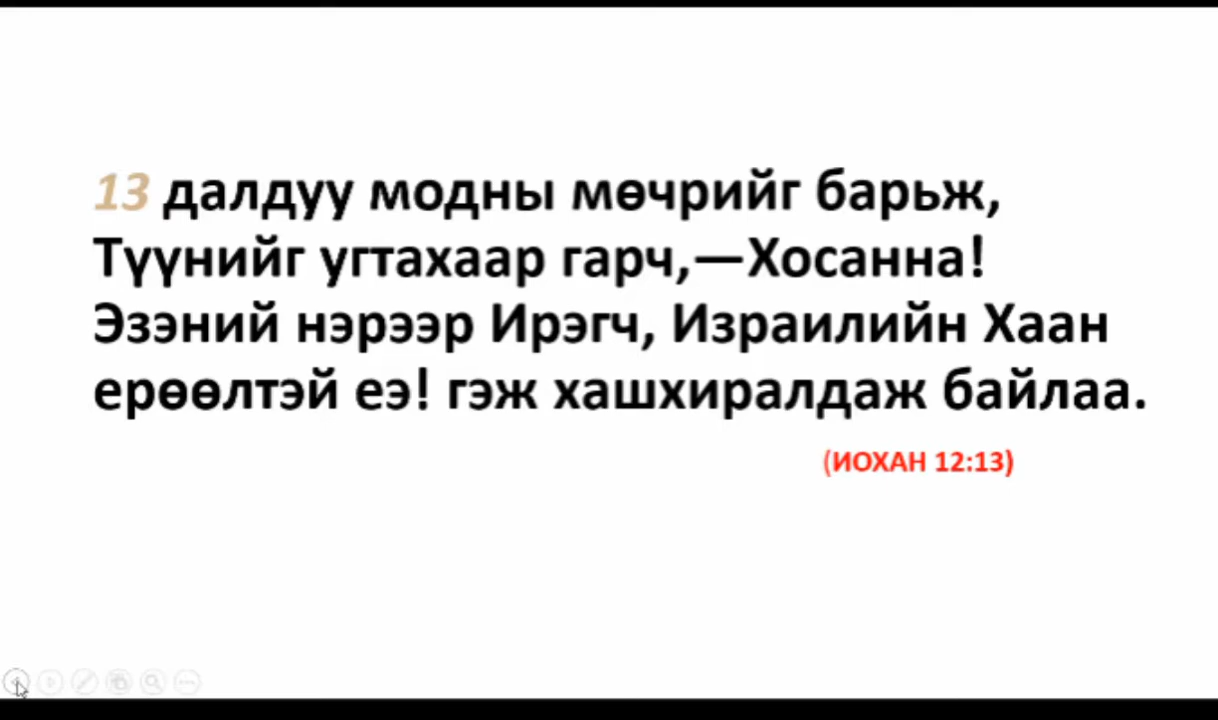 13 далдуу модны мөчрийг барьж,
Түүнийг угтахаар гарч,—Хосанна!
Эзэний нэрээр Ирэгч, Израилийн Хаан
ерөөлтэй еэ! гэж хашхиралдаж байлаа.
(ИОХАН 12:13)